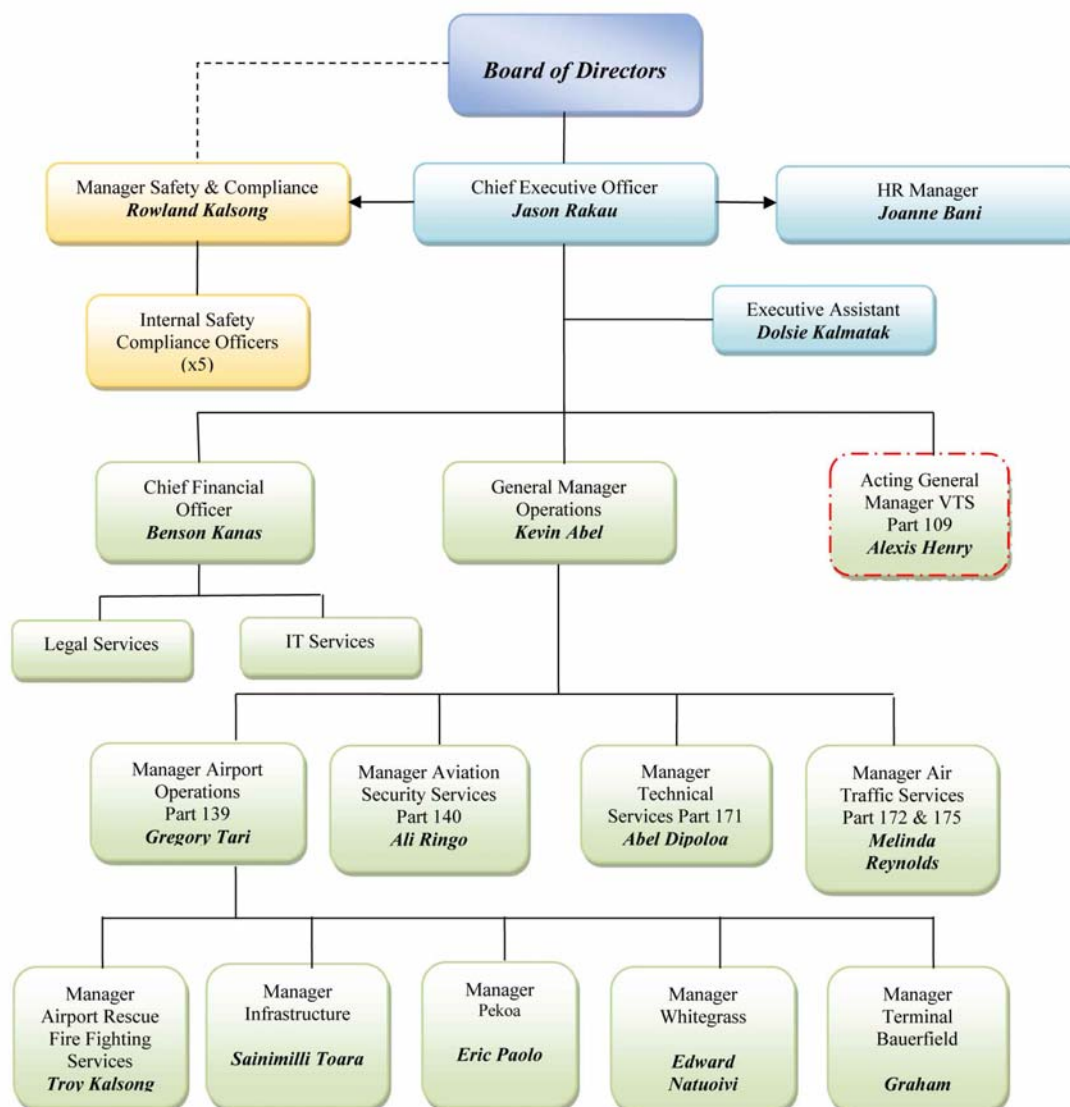 Board of Directors
Manager Safety & Compliance
Rowland Kalsong
Chief Executive Officer
Jason Rakau
HR Manager
Joanne Bani
Internal Safety
Compliance Officers
(x5)
Executive Assistant
Dolsie Kalmatak
Chief Financial
Officer
Benson Kanas
General Manager
Operations
Kevin Abel
Acting General
Manager VTS
Part 109
Alexis Henry
Legal Services
IT Services
Manager Airport
Operations
Part 139
Gregory Tari
Manager Aviation
Security Services
Part 140
Ali Ringo
Manager
Technical
Services Part 171
Abel Dipoloa
Manager Air
Traffic Services
Part 172 & 175
Melinda
Reynolds
Manager
Airport Rescue
Fire Fighting
Services
Troy Kalsong
Manager
Infrastructure
Sainimilli Toara
Manager
Pekoa
Eric Paolo
Manager
Whitegrass
Edward
Natuoivi
Manager
Terminal
Bauerfield
Graham